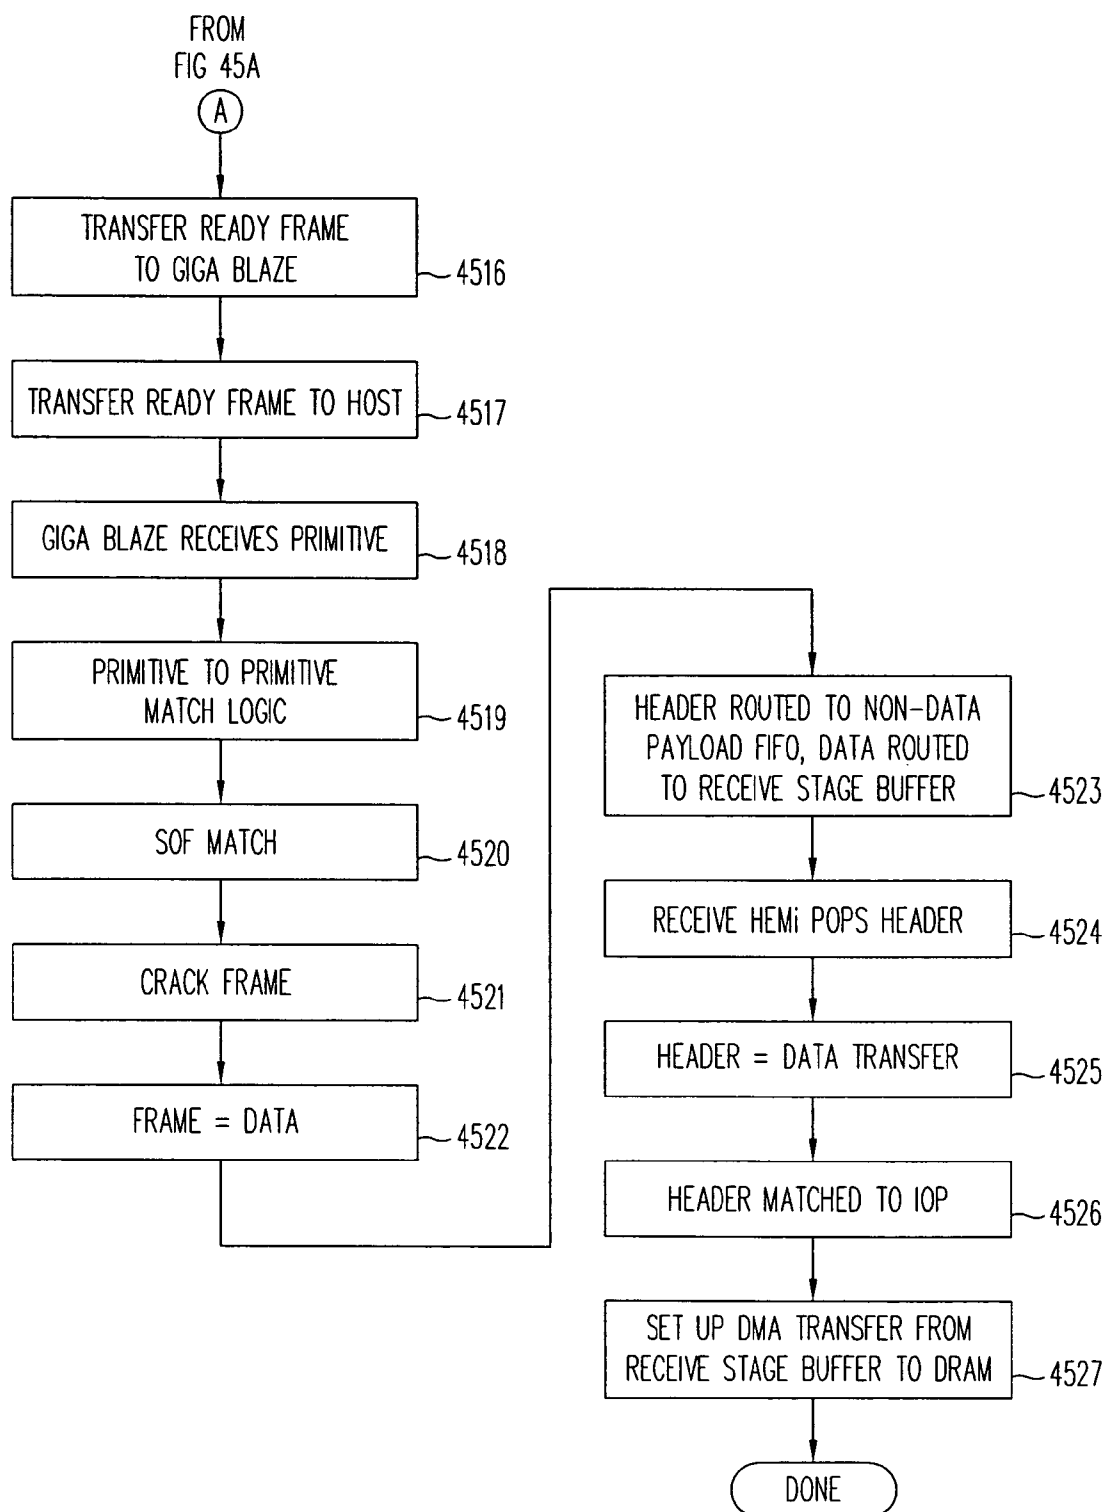 FROM
FIG 45A
A
TRANSFER READY FRAME
TO GIGA BLAZE
4516
TRANSFER READY FRAME TO HOST
4517
GIGA BLAZE RECEIVES PRIMITIVE
4518
PRIMITIVE TO PRIMITIVE
MATCH LOGIC
4519
SOF MATCH
4520
CRACK FRAME
4521
FRAME = DATA
4522
HEADER ROUTED TO NON-DATA
PAYLOAD FIFO, DATA ROUTED
TO RECEIVE STAGE BUFFER
4523
RECEIVE HEMi POPS HEADER
4524
HEADER = DATA TRANSFER
4525
HEADER MATCHED TO IOP
4526
SET UP DMA TRANSFER FROM
RECEIVE STAGE BUFFER TO DRAM
4527
DONE